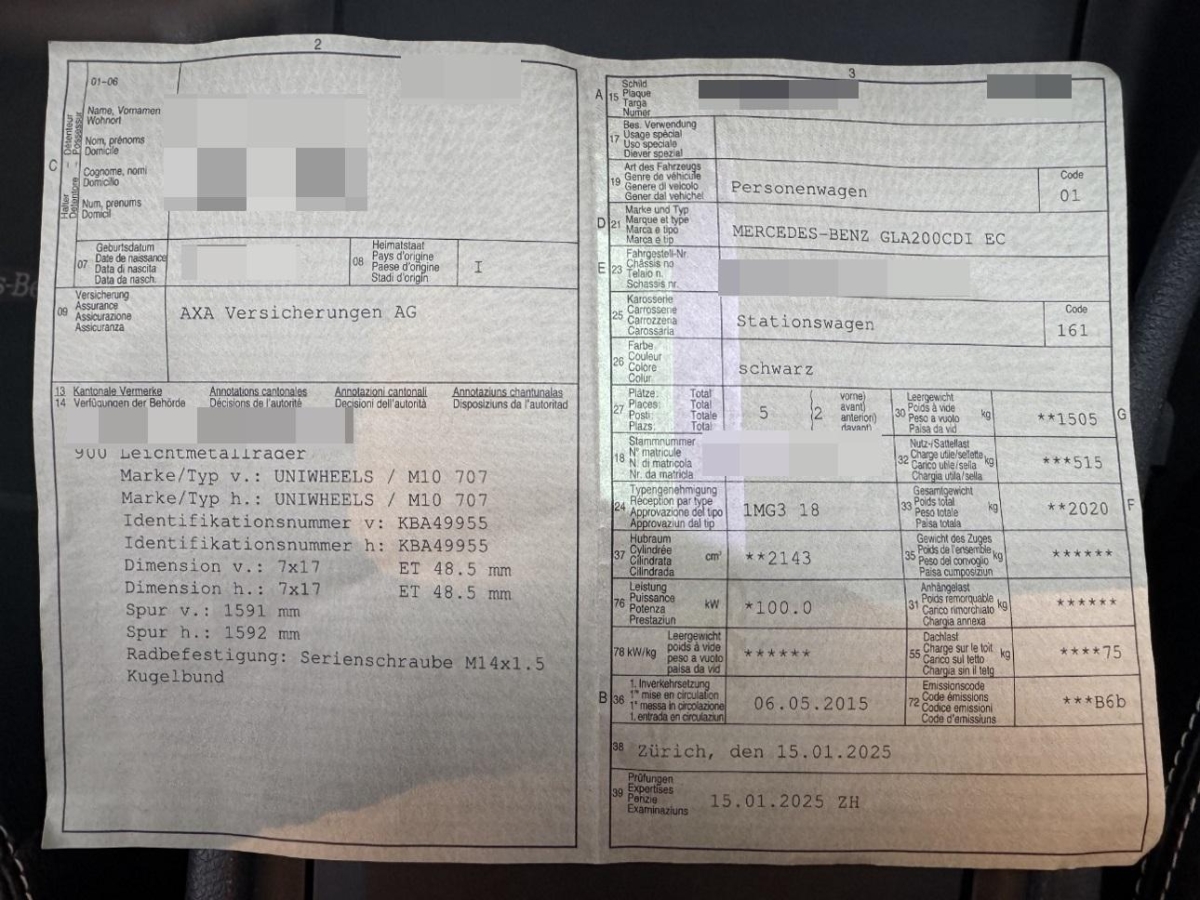 2
01-06
Halter Détenteur
Detentore Possessur
C
Name, Vornamen
Wohnort
Nom, prénoms
Domicile
Cognome, nomi
Domicilio
Num, prenums
Domicil
07
Geburtsdatum
Date de naissance
Data di nascita
Data da nasch.
08
Heimatstaat
Pays d'origine
Paese d'origine
Stadi d'origin
I
09
Versicherung
Assurance
Assicurazione
Assicuranza
AXA Versicherungen AG
13 Kantonale Vermerke Annotations cantonales Annotazioni cantonali Annotaziuns chantunalas
14 Verfügungen der Behörde Décisions de l'autorité Decisioni dell'autorità Disposiziuns da l'autoritad
900 Leichtmetallräder
Marke/Typ v.: UNIWHEELS / M10 707
Marke/Typ h.: UNIWHEELS / M10 707
Identifikationsnummer v: KBA49955
Identifikationsnummer h: KBA49955
Dimension v.: 7x17 ET 48.5 mm
Dimension h.: 7x17 ET 48.5 mm
Spur v.: 1591 mm
Spur h.: 1592 mm
Radbefestigung: Serienschraube M14x1.5
Kugelbund
3
A 15
Schild
Plaque
Targa
Numer
17
Bes. Verwendung
Usage spécial
Uso speciale
Diever spezial
19
Art des Fahrzeugs
Genre de véhicule
Genere di veicolo
Gener dal vehichel
Personenwagen
Code
01
D 21
Marke und Typ
Marque et type
Marca e tipo
Marca e tip
MERCEDES-BENZ GLA200CDI EC
E 23
Fahrgestell-Nr.
Châssis no
Telaio n.
Schassis nr.
25
Karosserie
Carrosserie
Carrozzeria
Carossaria
Stationswagen
Code
161
26
Farbe
Couleur
Colore
Colur
schwarz
27
Plätze: Total
Places: Total
Posti: Totale
Plazs: Totale
5
(2
vorne)
avant)
anteriori)
davant)
30
Leergewicht
Poids à vide
Peso a vuoto
Paisa da vid
kg
**1505
G
18
Stammnummer
N° matricule
N. di matricola
Nr. da matricla
32
Nutz-/Sattellast
Charge utile/sellette
Carico utile/sella
Chargia utila/sella
kg
***515
24
Typengenehmigung
Réception par type
Approvazione del tipo
Approvaziun dal tip
1MG3 18
33
Gesamtgewicht
Poids total
Peso totale
Paisa totala
kg
**2020
F
37
Hubraum
Cylindrée
Cilindrata
Cilindrada
cm³
**2143
35
Gewicht des Zuges
Poids de l'ensemble
Peso del convoglio
Paisa cumposiziun
kg
******
76
Leistung
Puissance
Potenza
Prestaziun
kW
*100.0
31
Anhängelast
Poids remorquable
Carico rimorchiato
Chargia annexa
kg
******
78 kW/kg
Leergewicht
poids à vide
peso a vuoto
paisa da vid
******
55
Dachlast
Charge sur le toit
Carico sul tetto
Chargia sin il tetg
kg
****75
B 36
1. Inverkehrsetzung
1re mise en circulation
1a messa in circolazione
1. entrada en circulaziun
06.05.2015
72
Emissionscode
Code émissions
Codice emissioni
Code d'emissiuns
***B6b
38
Zürich, den 15.01.2025
39
Prüfungen
Expertises
Perizie
Examinaziuns
15.01.2025 ZH